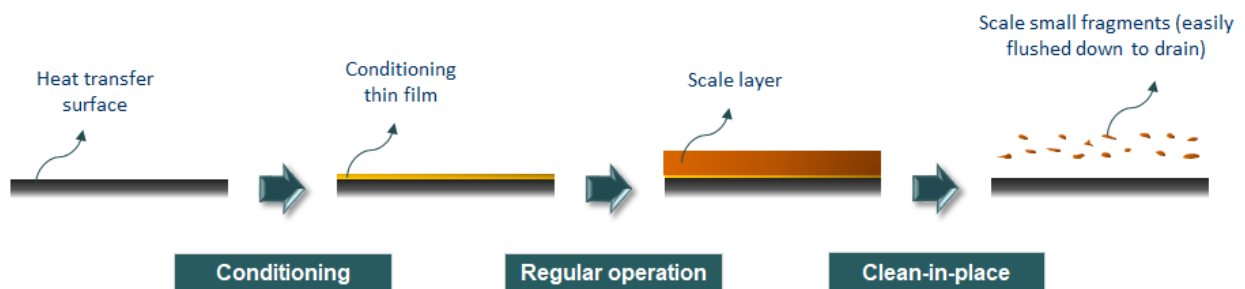 Heat transfer
surface
Conditioning
thin film
Scale layer
Scale small fragments (easily
flushed down to drain)
Conditioning
Regular operation
Clean-in-place